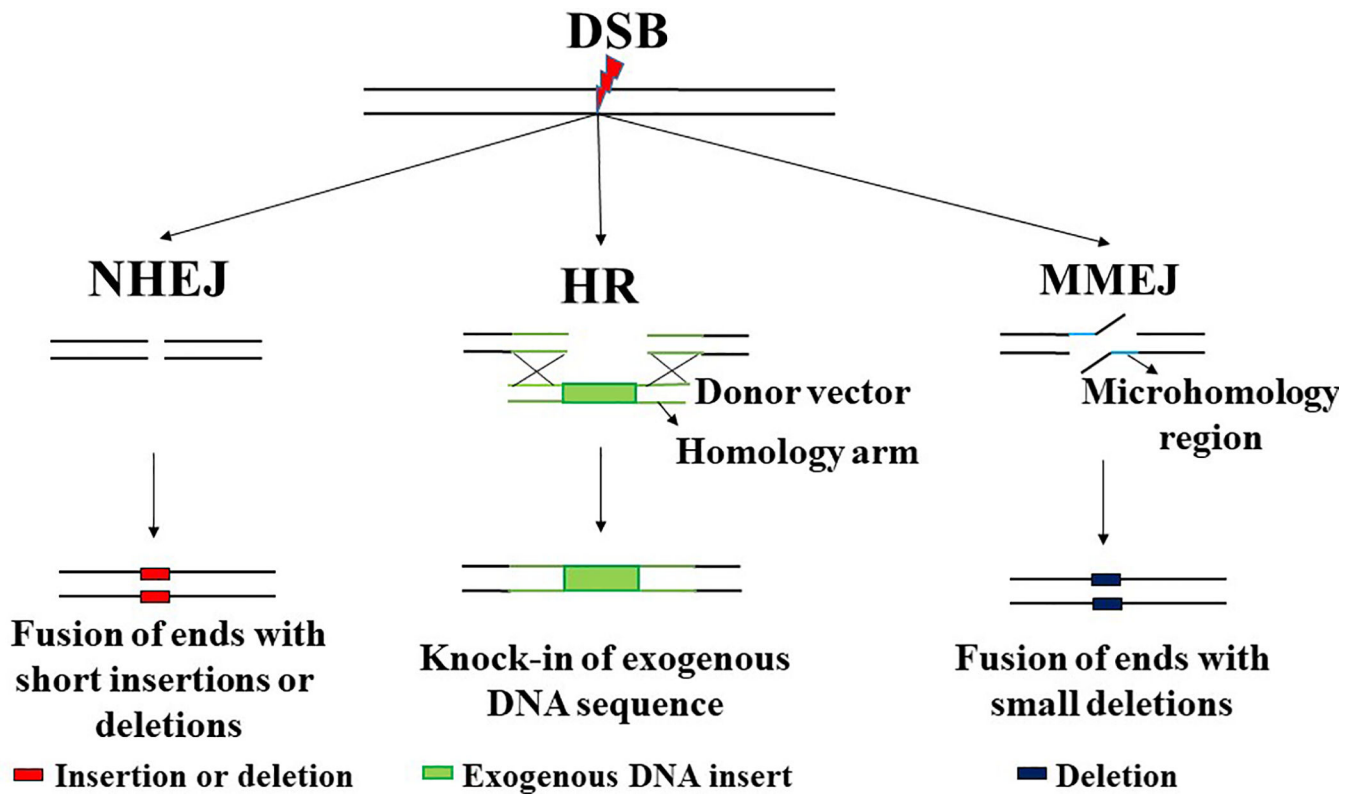 DSB
NHEJ
HR
MMEJ
Donor vector
Homology arm
Microhomology
region
Fusion of ends with
short insertions or
deletions
Knock-in of exogenous
DNA sequence
Fusion of ends with
small deletions
Insertion or deletion
Exogenous DNA insert
Deletion